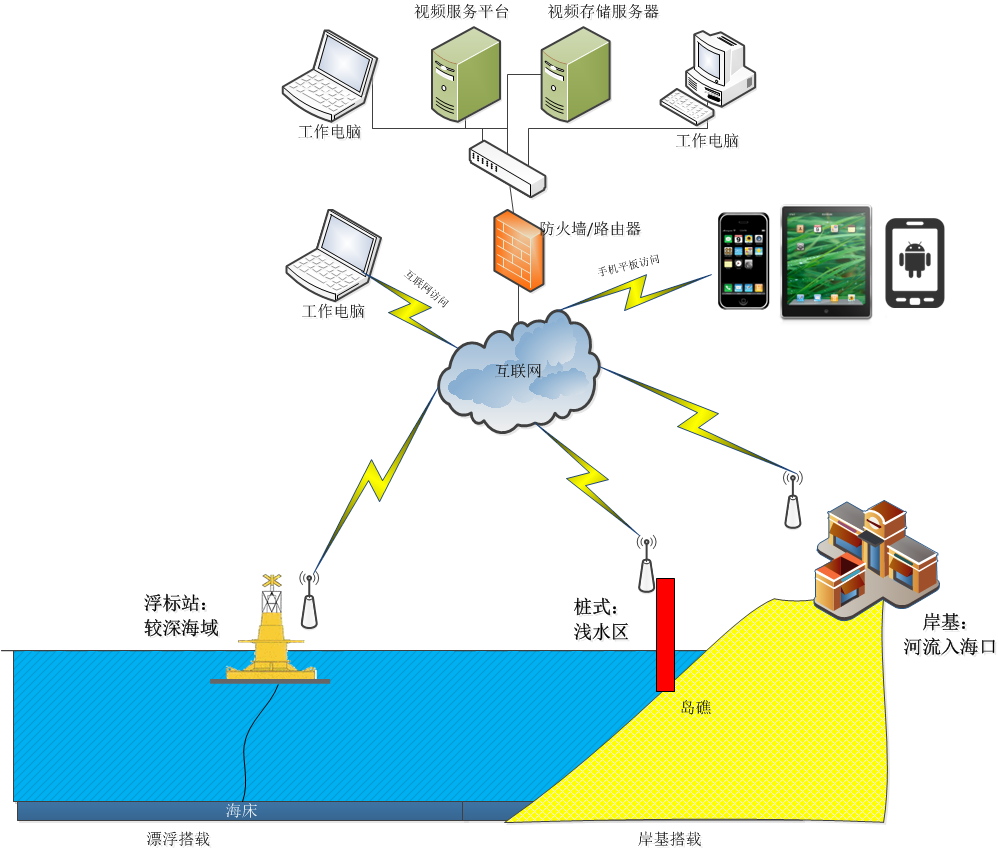 视频服务平台
视频存储服务器
工作电脑
工作电脑
防火墙/路由器
工作电脑
互联网访问
手机平板访问
互联网
浮标站：
较深海域
桩式：
浅水区
岸基：
河流入海口
岛礁
海床
漂浮搭载
岸基搭载